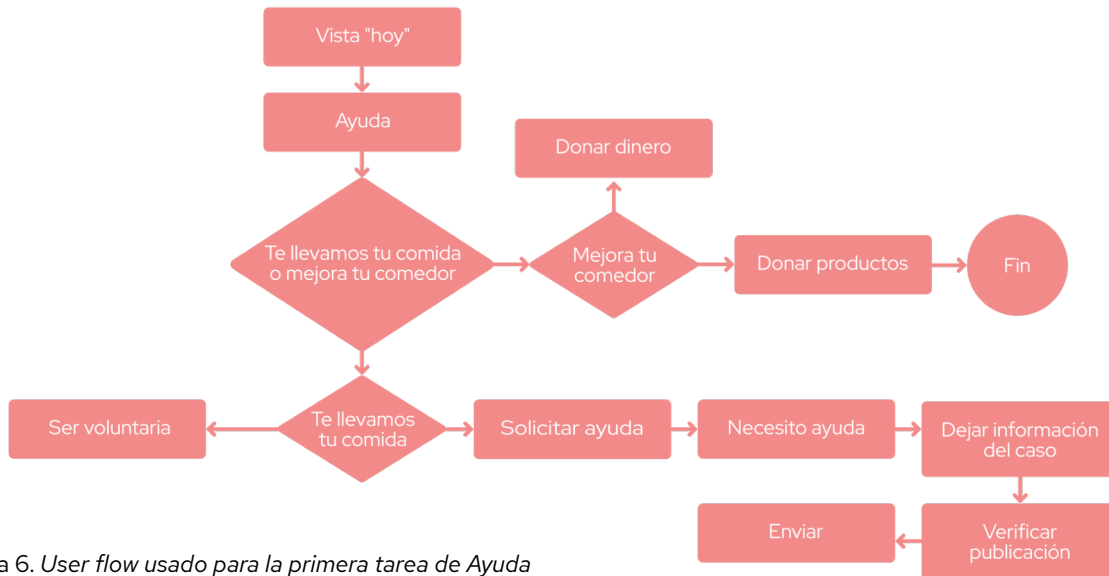 Vista "hoy"
Ayuda
Donar dinero
Te llevamos tu comida
o mejora tu comedor
Mejora tu
comedor
Donar productos
Fin
Ser voluntaria
Te llevamos
tu comida
Solicitar ayuda
Necesito ayuda
Dejar información
del caso
Enviar
Verificar
publicación
a 6. User flow usado para la primera tarea de Ayuda